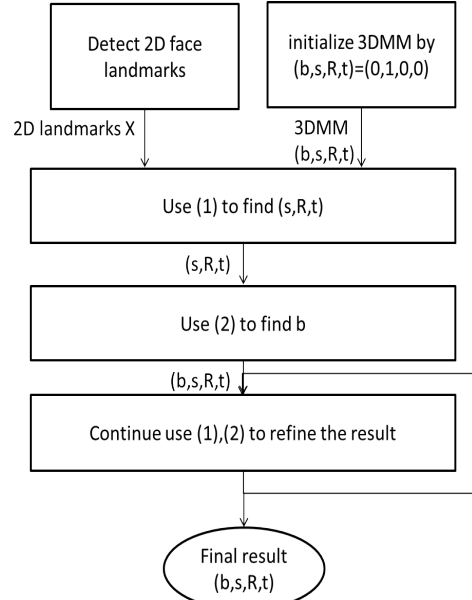 Detect 2D face
landmarks
initialize 3DMM by
(b,s,R,t)=(0,1,0,0)
2D landmarks X
3DMM
(b,s,R,t)
Use (1) to find (s,R,t)
(s,R,t)
Use (2) to find b
(b,s,R,t)
Continue use (1),(2) to refine the result
Final result
(b,s,R,t)